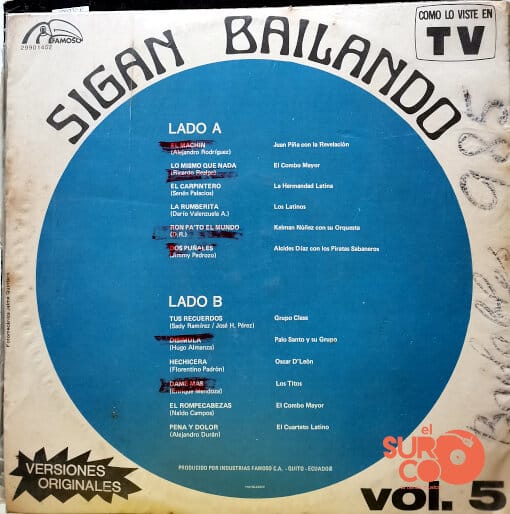 FAMOSO
29901402
COMO LO VISTE EN
TV
SIGAN BAILANDO
LADO A
EL MACHIN
(Alejandro Rodríguez)
Juan Piña con la Revelación
LO MISMO QUE NADA
(Ricardo Realpe)
El Combo Mayor
EL CARPINTERO
(Senén Palacios)
La Hermandad Latina
LA RUMBERITA
(Darío Valenzuela A.)
Los Latinos
RON PA'TO EL MUNDO
(D.R.)
Kelman Núñez con su Orquesta
DOS PUÑALES
(Jimmy Pedrozo)
Alcides Díaz con los Piratas Sabaneros
LADO B
TUS RECUERDOS
(Sady Ramírez / José H. Pérez)
Grupo Clase
DISIMULA
(Hugo Almanza)
Palo Santo y su Grupo
HECHICERA
(Florentino Padrón)
Oscar D'León
DAME MAS
(Enrique Mendoza)
Los Titos
EL ROMPECABEZAS
(Naldo Campos)
El Combo Mayor
PENA Y DOLOR
(Alejandro Durán)
El Cuarteto Latino
985
PRODUCIDO POR INDUSTRIAS FAMOSO C.A. - QUITO - ECUADOR
VERSIONES
ORIGINALES
el
SURCO
vol. 5